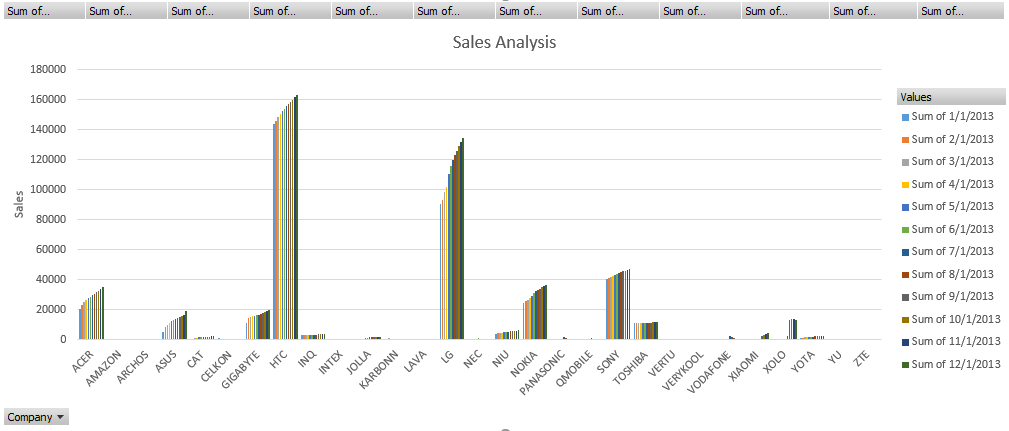 Sum of... Sum of... Sum of... Sum of... Sum of... Sum of... Sum of... Sum of... Sum of... Sum of... Sum of... Sum of...
Sales Analysis
180000
160000
140000
120000
100000
80000
60000
40000
20000
0
Sales
ACER
AMAZON
ARCHOS
ASUS
CAT
CELKON
GIGABYTE
HTC
INQ
INTEX
JOLLA
KARBONN
LAVA
LG
NEC
NIU
NOKIA
PANASONIC
QMOBILE
SONY
TOSHIBA
VERTU
VERYKOOL
VODAFONE
XIAOMI
XOLO
YOTA
YU
ZTE
Values
Sum of 1/1/2013
Sum of 2/1/2013
Sum of 3/1/2013
Sum of 4/1/2013
Sum of 5/1/2013
Sum of 6/1/2013
Sum of 7/1/2013
Sum of 8/1/2013
Sum of 9/1/2013
Sum of 10/1/2013
Sum of 11/1/2013
Sum of 12/1/2013
Company